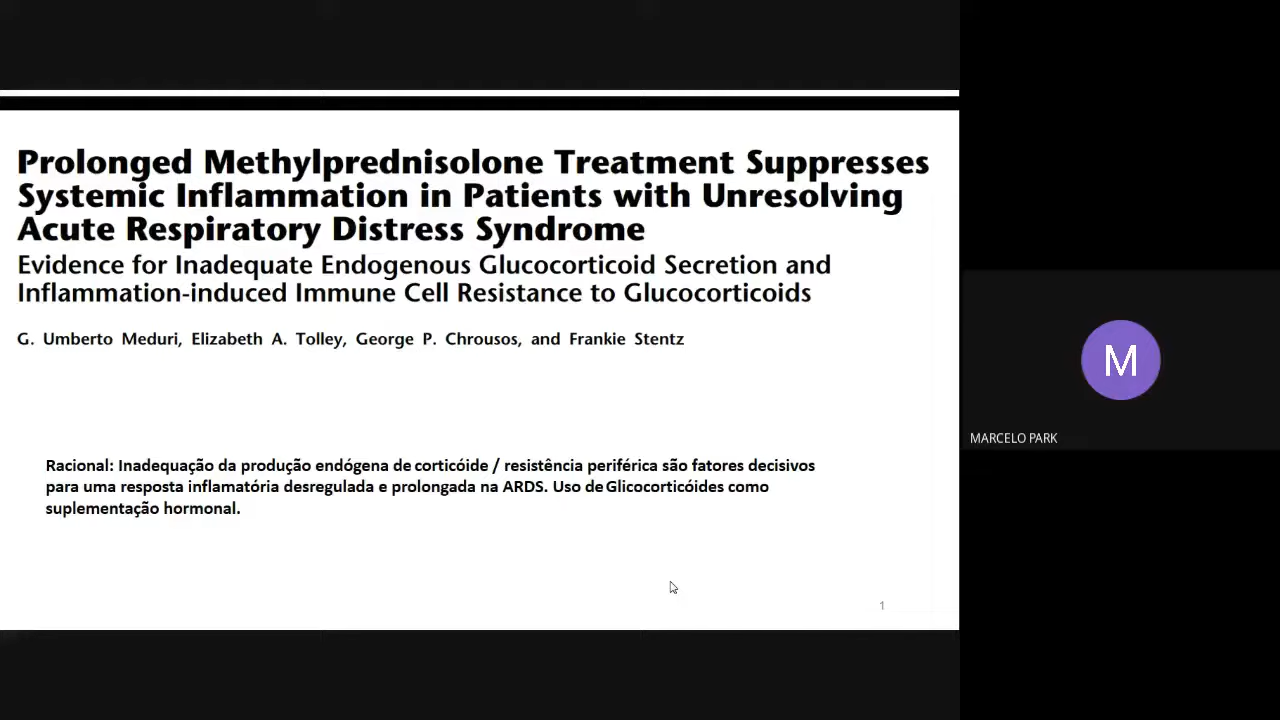 Prolonged Methylprednisolone Treatment Suppresses
Systemic Inflammation in Patients with Unresolving
Acute Respiratory Distress Syndrome
Evidence for Inadequate Endogenous Glucocorticoid Secretion and
Inflammation-induced Immune Cell Resistance to Glucocorticoids
G. Umberto Meduri, Elizabeth A. Tolley, George P. Chrousos, and Frankie Stentz
Racional: Inadequação da produção endógena de corticóide / resistência periférica são fatores decisivos
para uma resposta inflamatória desregulada e prolongada na ARDS. Uso de Glicocorticóides como
suplementação hormonal.
1
M
MARCELO PARK